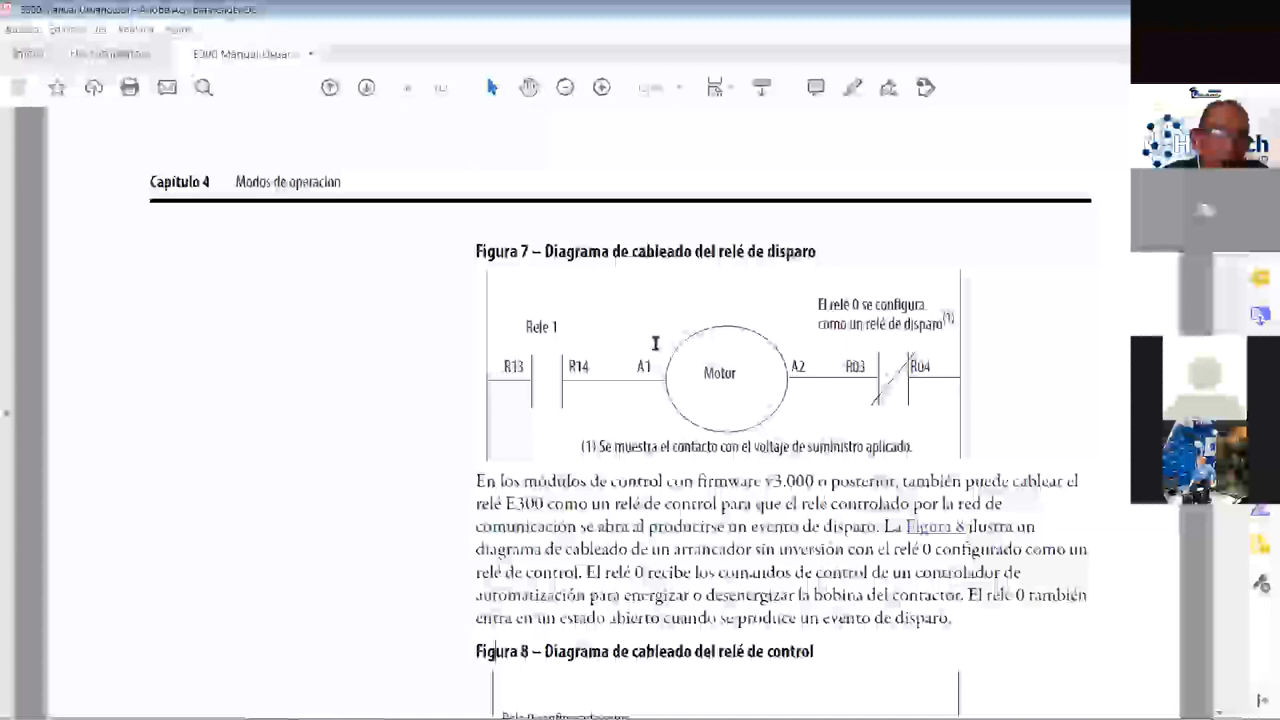 E300 Manual Usuar...
Capítulo 4 Modos de operacion
Figura 7 – Diagrama de cableado del relé de disparo
El relé 0 se configura
como un relé de disparo(1)
Rele 1
R13 R14 A1 Motor A2 R03 R04
(1) Se muestra el contacto con el voltaje de suministro aplicado.
En los módulos de control con firmware v3.000 o posterior, también puede cablear el
relé E300 como un relé de control para que el relé controlado por la red de
comunicación se abra al producirse un evento de disparo. La Figura 8 ilustra un
diagrama de cableado de un arrancador sin inversión con el relé 0 configurado como un
relé de control. El relé 0 recibe los comandos de control de un controlador de
automatización para energizar o desenergizar la bobina del contactor. El relé 0 también
entra en un estado abierto cuando se produce un evento de disparo.
Figura 8 – Diagrama de cableado del relé de control